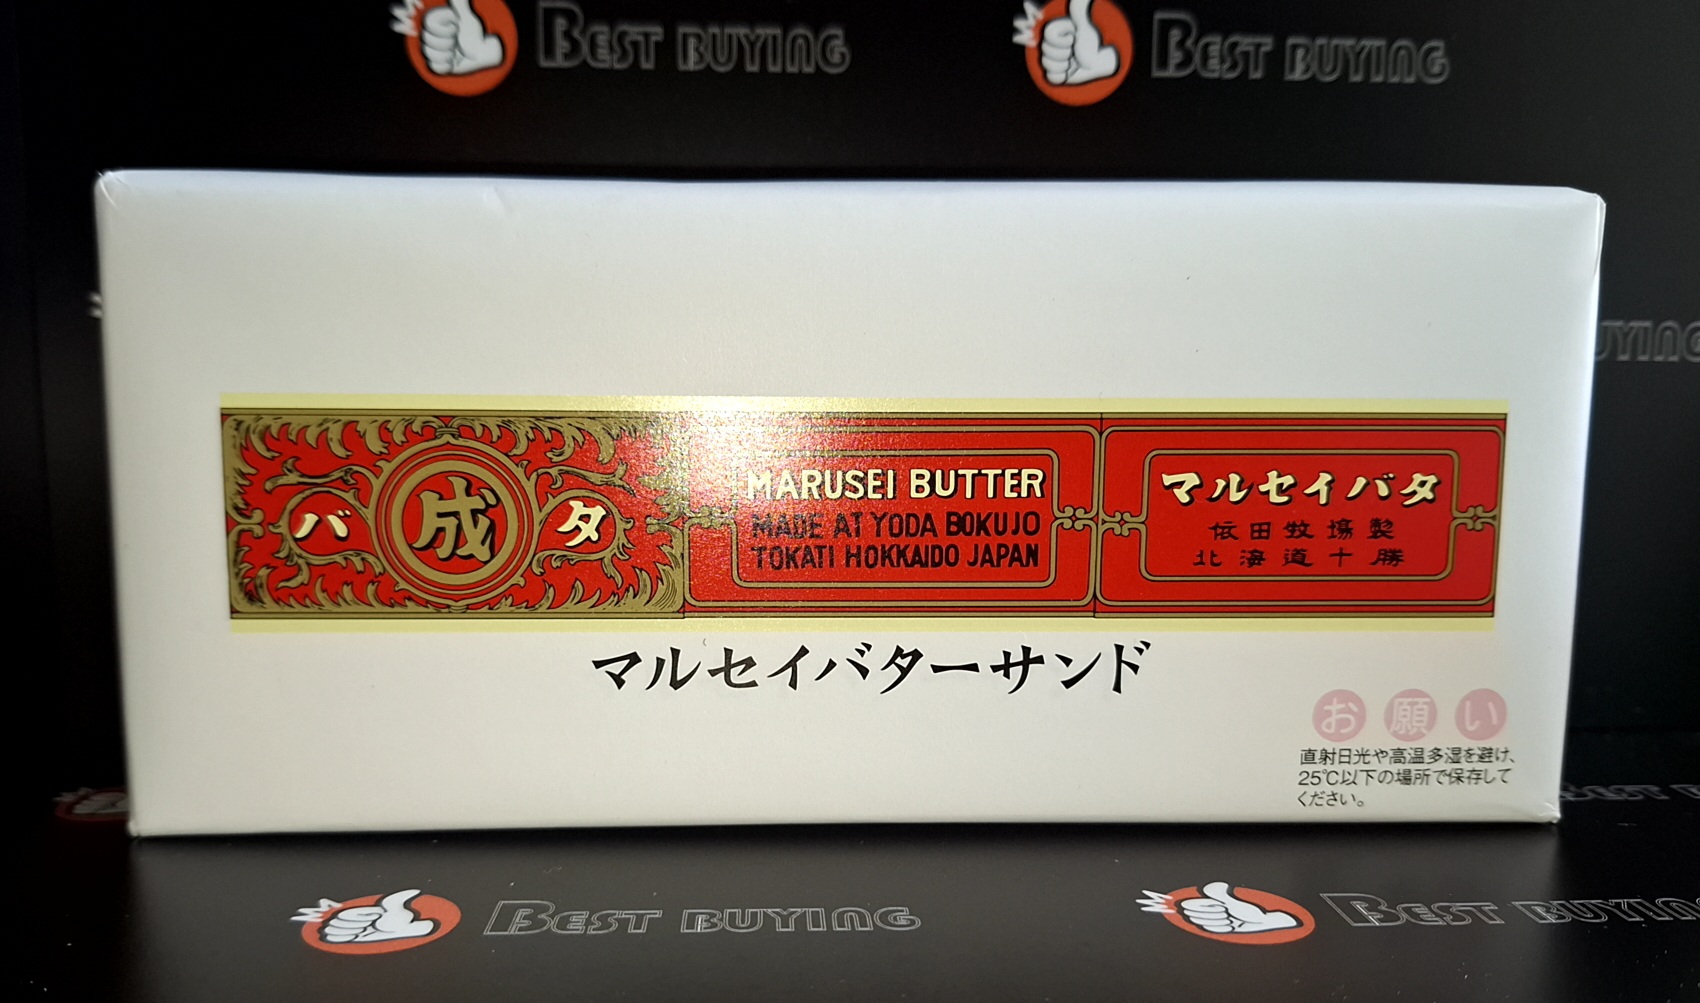 BEST BUYING
BEST BUYING
UYING
バ 成 タ
MARUSEI BUTTER
MADE AT YODA BOKUJO
TOKATI HOKKAIDO JAPAN
マルセイバタ
依田牧場製
北海道十勝
マルセイバターサンド
お願い
直射日光や高温多湿を避け、
25℃以下の場所で保存して
ください。
BEST BUYING
BEST BUYING